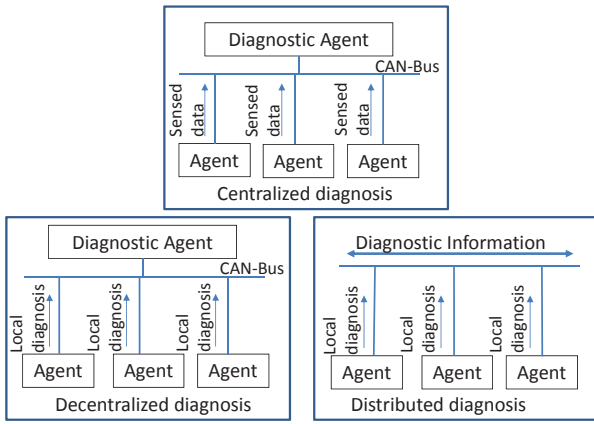 Diagnostic Agent
CAN-Bus
Sensed
data
Sensed
data
Sensed
data
Agent
Agent
Agent
Centralized diagnosis
Diagnostic Agent
CAN-Bus
Local
diagnosis
Local
diagnosis
Local
diagnosis
Agent
Agent
Agent
Decentralized diagnosis
Diagnostic Information
Local
diagnosis
Local
diagnosis
Local
diagnosis
Agent
Agent
Agent
Distributed diagnosis